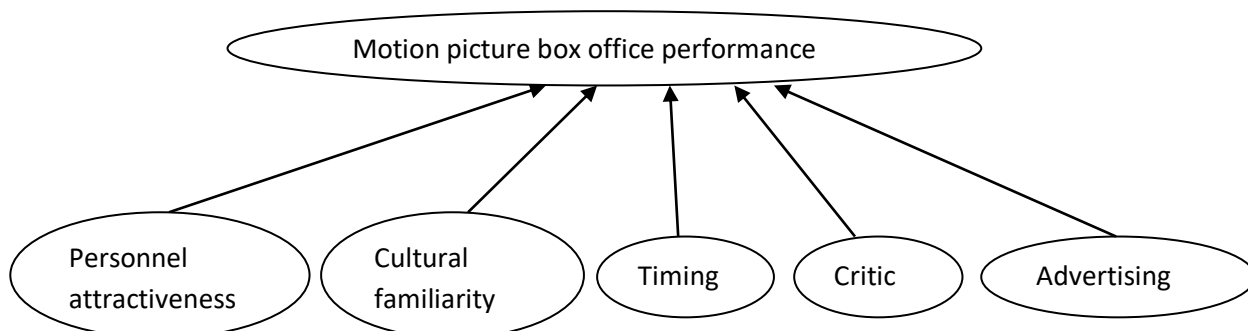 Motion picture box office performance
Personnel
attractiveness
Cultural
familiarity
Timing
Critic
Advertising